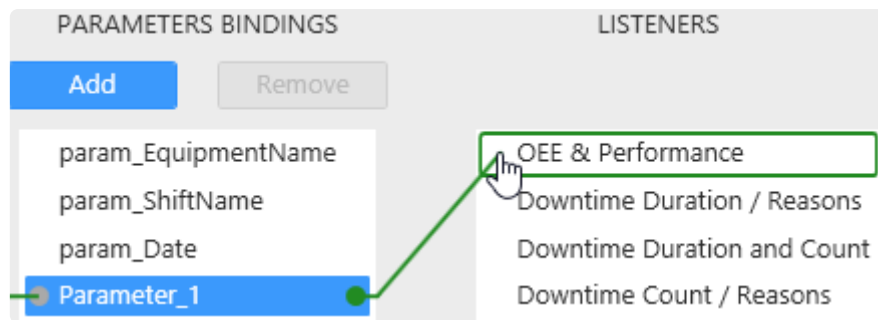 PARAMETERS BINDINGS
LISTENERS
Add
Remove
param_EquipmentName
param_ShiftName
param_Date
Parameter_1
OEE & Performance
Downtime Duration / Reasons
Downtime Duration and Count
Downtime Count / Reasons